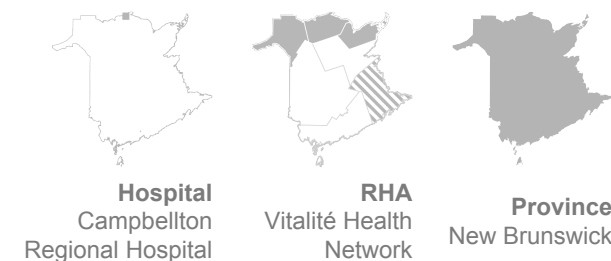 Hospital
Campbellton
Regional Hospital
RHA
Vitalité Health
Network
Province
New Brunswick